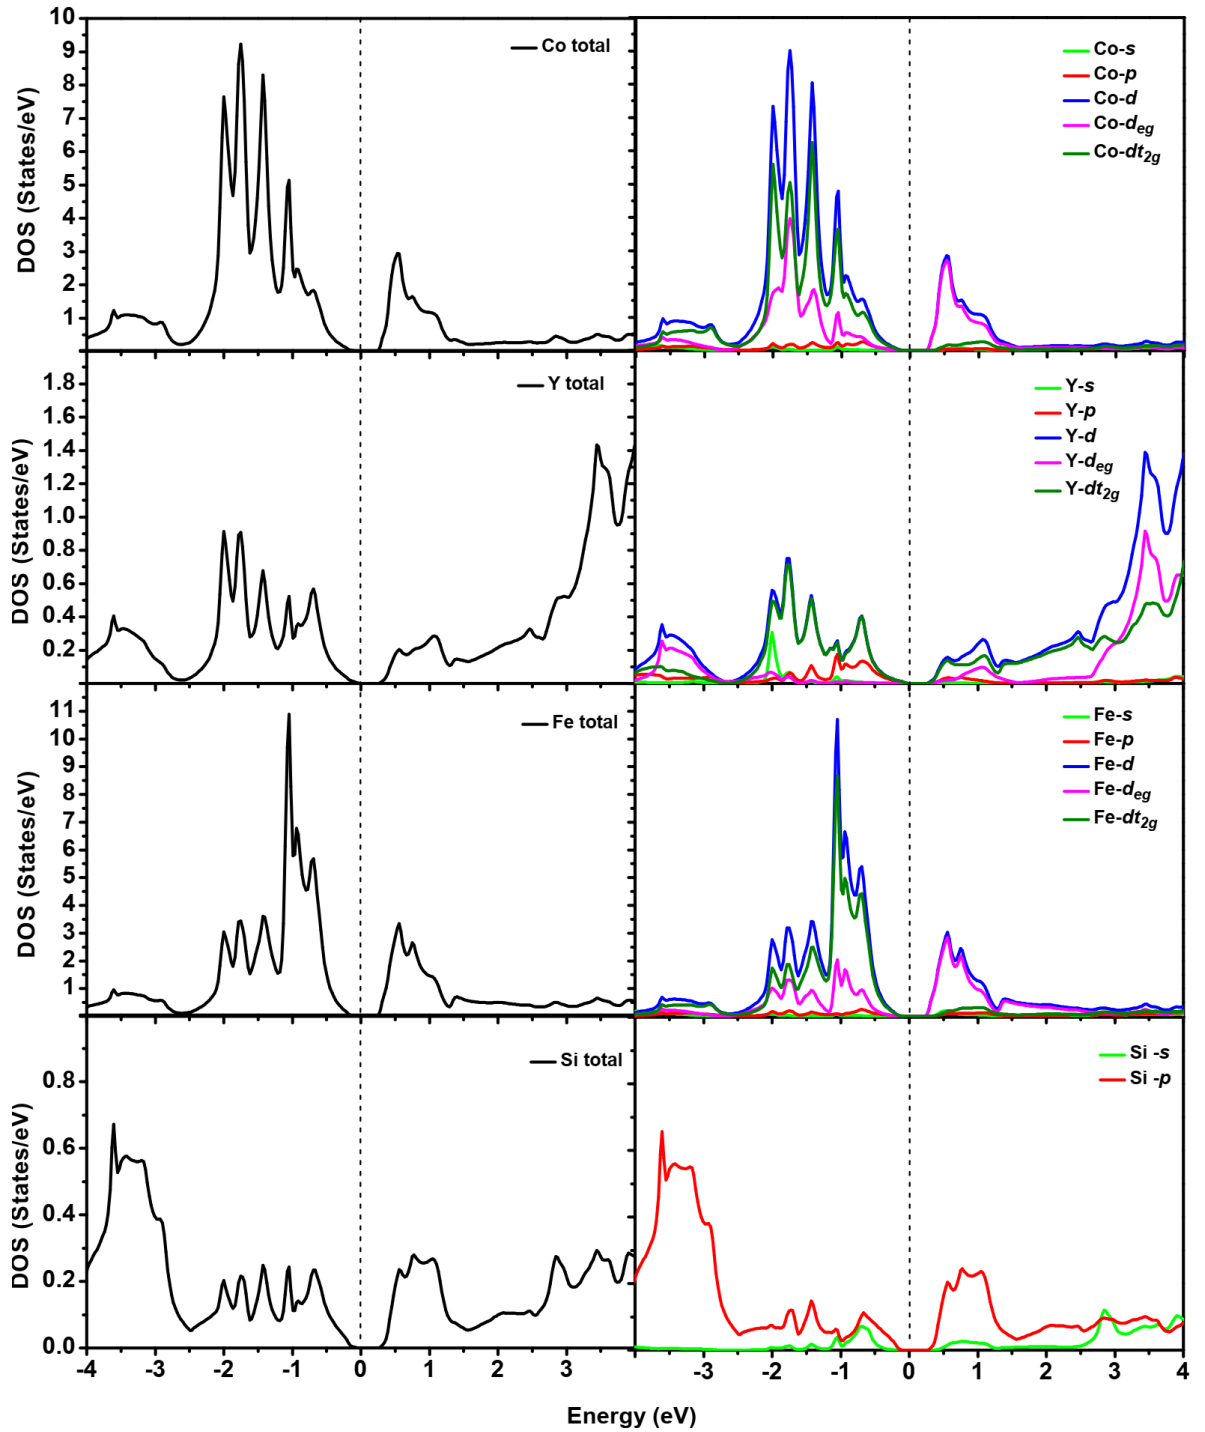 DOS (States/eV)
10
9
8
7
6
5
4
3
2
1
Co total
Co-s
Co-p
Co-d
Co-deg
Co-dt2g
DOS (States/eV)
1.8
1.6
1.4
1.2
1.0
0.8
0.6
0.4
0.2
Y total
Y-s
Y-p
Y-d
Y-deg
Y-dt2g
DOS (States/eV)
11
10
9
8
7
6
5
4
3
2
1
Fe total
Fe-s
Fe-p
Fe-d
Fe-deg
Fe-dt2g
DOS (States/eV)
0.8
0.6
0.4
0.2
0.0
Si total
Si -s
Si -p
-4 -3 -2 -1 0 1 2 3 -3 -2 -1 0 1 2 3 4
Energy (eV)